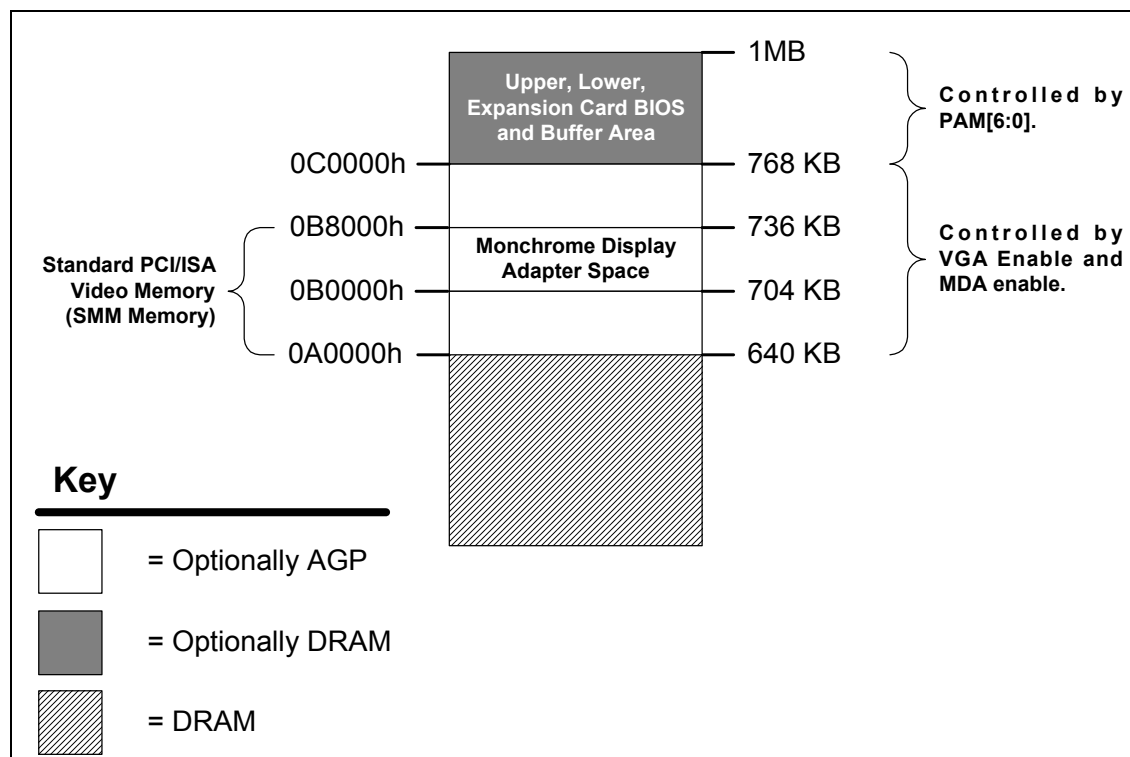 1MB
Upper, Lower,
Expansion Card BIOS
and Buffer Area
Controlled by
PAM[6:0].
0C0000h
768 KB
0B8000h
736 KB
Monochrome Display
Adapter Space
Controlled by
VGA Enable and
MDA enable.
Standard PCI/ISA
Video Memory
(SMM Memory)
0B0000h
704 KB
0A0000h
640 KB
Key
= Optionally AGP
= Optionally DRAM
= DRAM